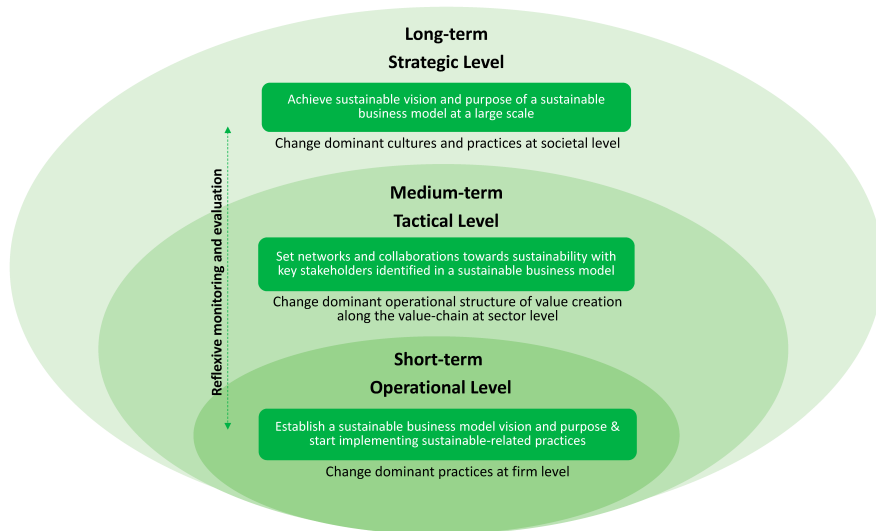 Long-term
Strategic Level
Achieve sustainable vision and purpose of a sustainable
business model at a large scale
Change dominant cultures and practices at societal level
Reflexive monitoring and evaluation
Medium-term
Tactical Level
Set networks and collaborations towards sustainability with
key stakeholders identified in a sustainable business model
Change dominant operational structure of value creation
along the value-chain at sector level
Short-term
Operational Level
Establish a sustainable business model vision and purpose &
start implementing sustainable-related practices
Change dominant practices at firm level